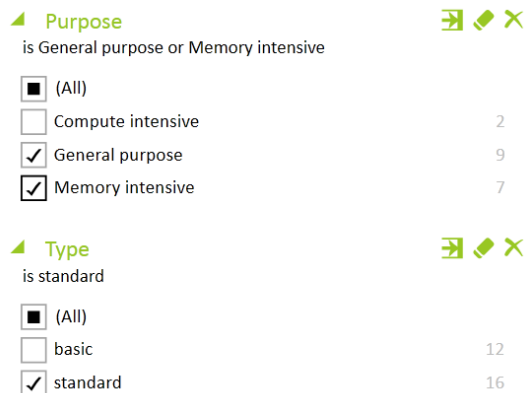 Purpose
is General purpose or Memory intensive
(All)
Compute intensive 2
General purpose 9
Memory intensive 7
Type
is standard
(All)
basic 12
standard 16